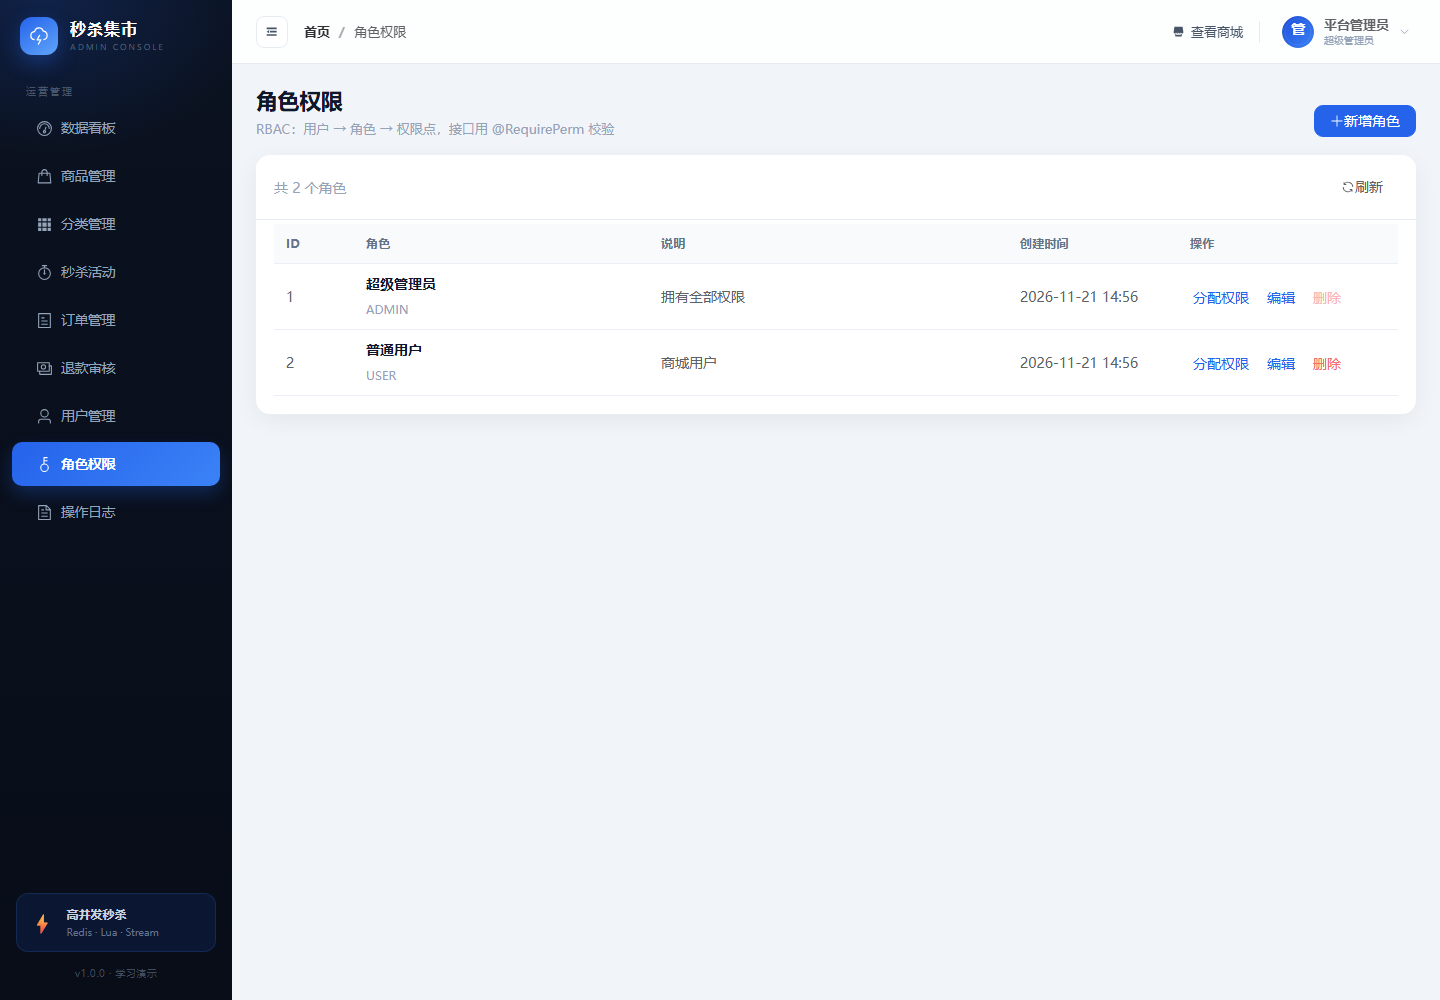 秒杀集市
ADMIN CONSOLE
运营管理
数据看板
商品管理
分类管理
秒杀活动
订单管理
退款审核
用户管理
角色权限
操作日志
高并发秒杀
Redis · Lua · Stream
v1.0.0 · 学习演示
首页 / 角色权限
查看商城
管
平台管理员
超级管理员
角色权限
RBAC：用户 → 角色 → 权限点，接口用 @RequirePerm 校验
新增角色
共 2 个角色
刷新
ID 角色 说明 创建时间 操作
1 超级管理员 拥有全部权限 2026-11-21 14:56 分配权限 编辑 删除
ADMIN
2 普通用户 商城用户 2026-11-21 14:56 分配权限 编辑 删除
USER